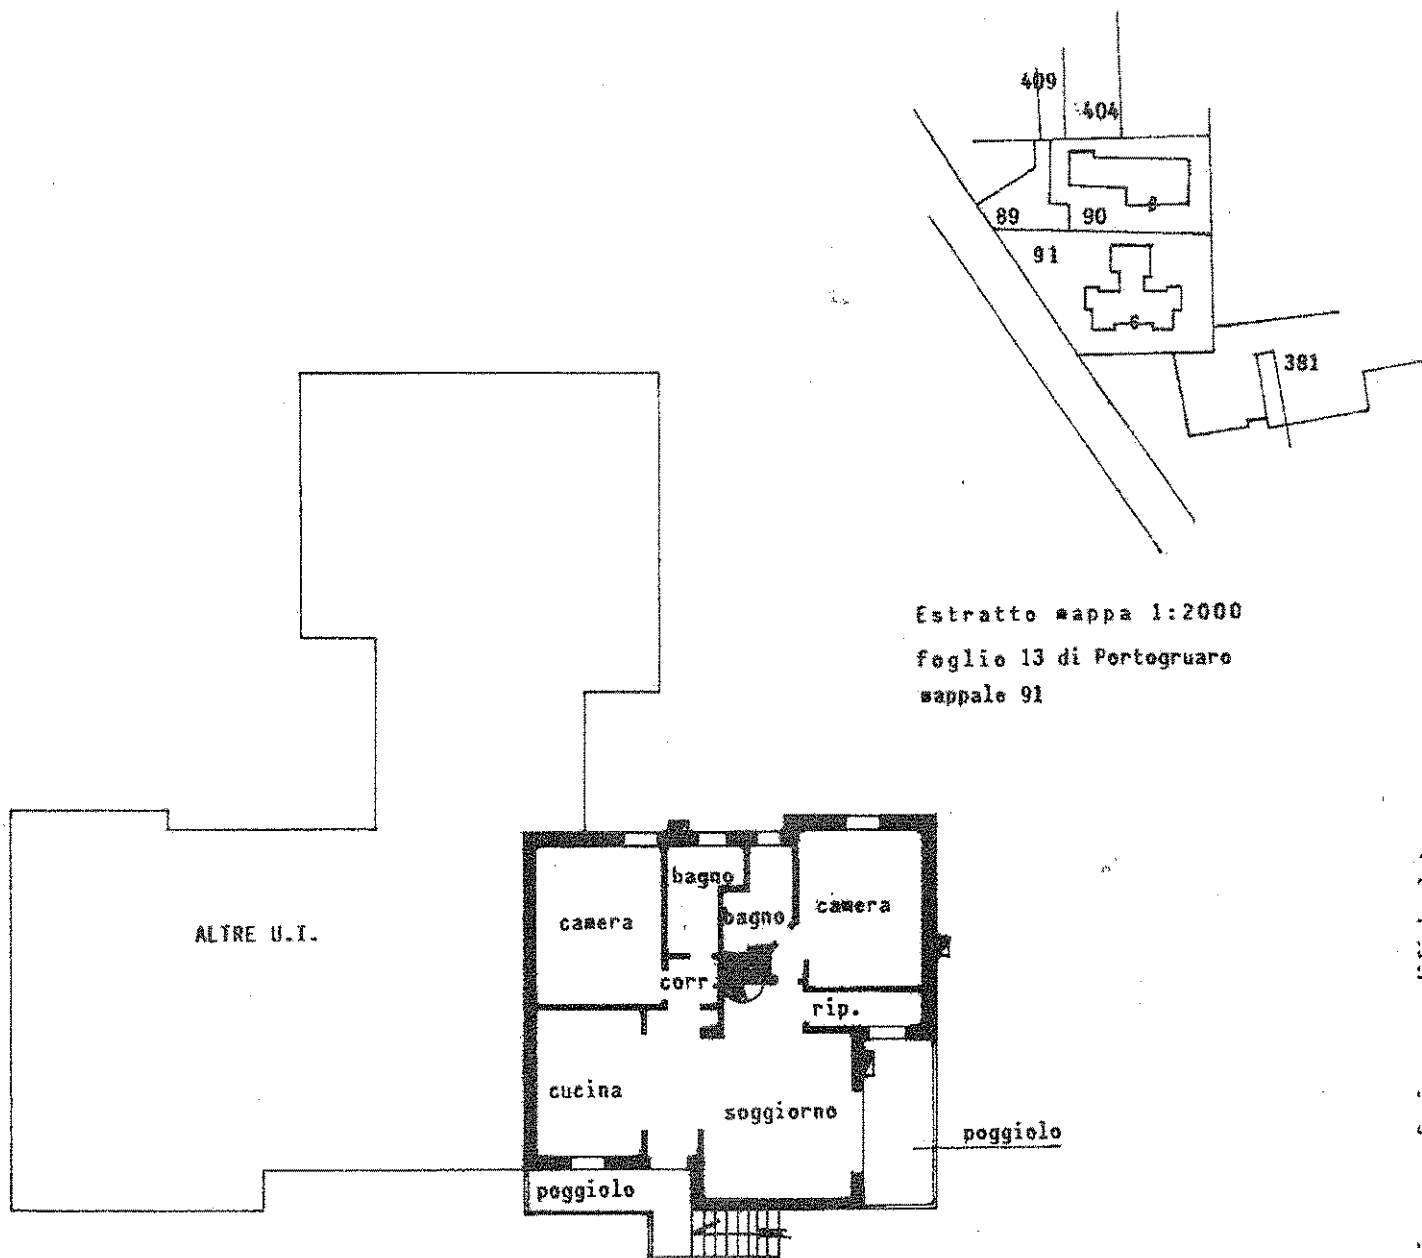 409
404
89
90
91
381
Estratto mappa 1:2000
foglio 13 di Portogruaro
mappale 91
bagno
camera
bagno
camera
ALTRE U.I.
corr.
rip.
cucina
soggiorno
poggiolo
poggiolo